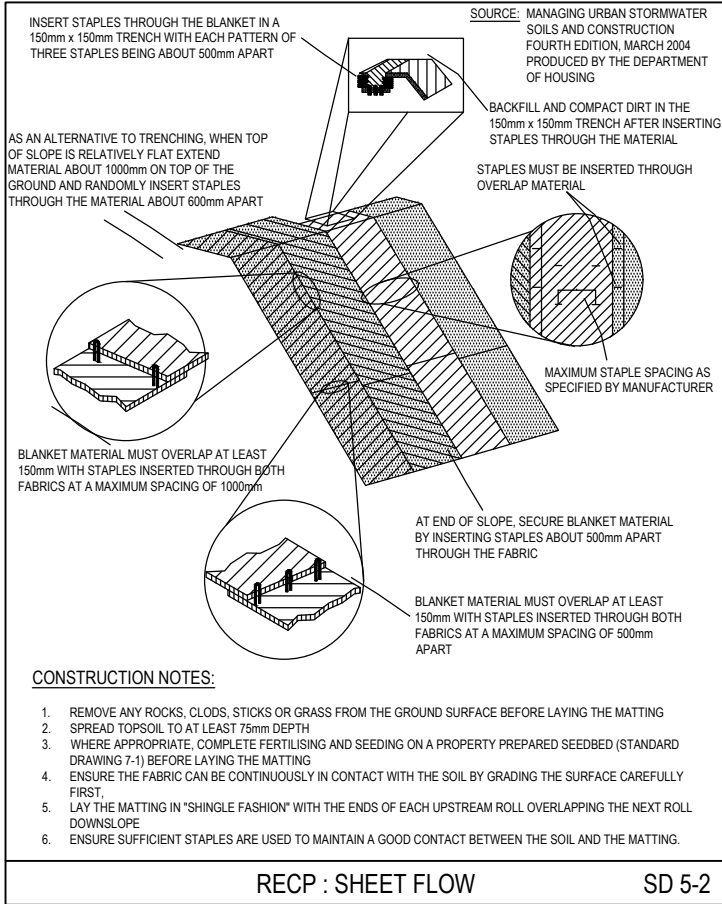 INSERT STAPLES THROUGH THE BLANKET IN A
150mm x 150mm TRENCH WITH EACH PATTERN OF
THREE STAPLES BEING ABOUT 500mm APART
SOURCE: MANAGING URBAN STORMWATER
SOILS AND CONSTRUCTION
FOURTH EDITION, MARCH 2004
PRODUCED BY THE DEPARTMENT
OF HOUSING
BACKFILL AND COMPACT DIRT IN THE
150mm x 150mm TRENCH AFTER INSERTING
STAPLES THROUGH THE MATERIAL
AS AN ALTERNATIVE TO TRENCHING, WHEN TOP
OF SLOPE IS RELATIVELY FLAT EXTEND
MATERIAL ABOUT 1000mm ON TOP OF THE
GROUND AND RANDOMLY INSERT STAPLES
THROUGH THE MATERIAL ABOUT 600mm APART
STAPLES MUST BE INSERTED THROUGH
OVERLAP MATERIAL
MAXIMUM STAPLE SPACING AS
SPECIFIED BY MANUFACTURER
BLANKET MATERIAL MUST OVERLAP AT LEAST
150mm WITH STAPLES INSERTED THROUGH BOTH
FABRICS AT A MAXIMUM SPACING OF 1000mm
AT END OF SLOPE, SECURE BLANKET MATERIAL
BY INSERTING STAPLES ABOUT 500mm APART
THROUGH THE FABRIC
BLANKET MATERIAL MUST OVERLAP AT LEAST
150mm WITH STAPLES INSERTED THROUGH BOTH
FABRICS AT A MAXIMUM SPACING OF 500mm
APART
CONSTRUCTION NOTES:
1. REMOVE ANY ROCKS, CLODS, STICKS OR GRASS FROM THE GROUND SURFACE BEFORE LAYING THE MATTING
2. SPREAD TOPSOIL TO AT LEAST 75mm DEPTH
3. WHERE APPROPRIATE, COMPLETE FERTILISING AND SEEDING ON A PROPERTY PREPARED SEEDBED (STANDARD
DRAWING 7-1) BEFORE LAYING THE MATTING
4. ENSURE THE FABRIC CAN BE CONTINUOUSLY IN CONTACT WITH THE SOIL BY GRADING THE SURFACE CAREFULLY
FIRST,
5. LAY THE MATTING IN "SHINGLE FASHION" WITH THE ENDS OF EACH UPSTREAM ROLL OVERLAPPING THE NEXT ROLL
DOWNSLOPE
6. ENSURE SUFFICIENT STAPLES ARE USED TO MAINTAIN A GOOD CONTACT BETWEEN THE SOIL AND THE MATTING.
RECP : SHEET FLOW SD 5-2